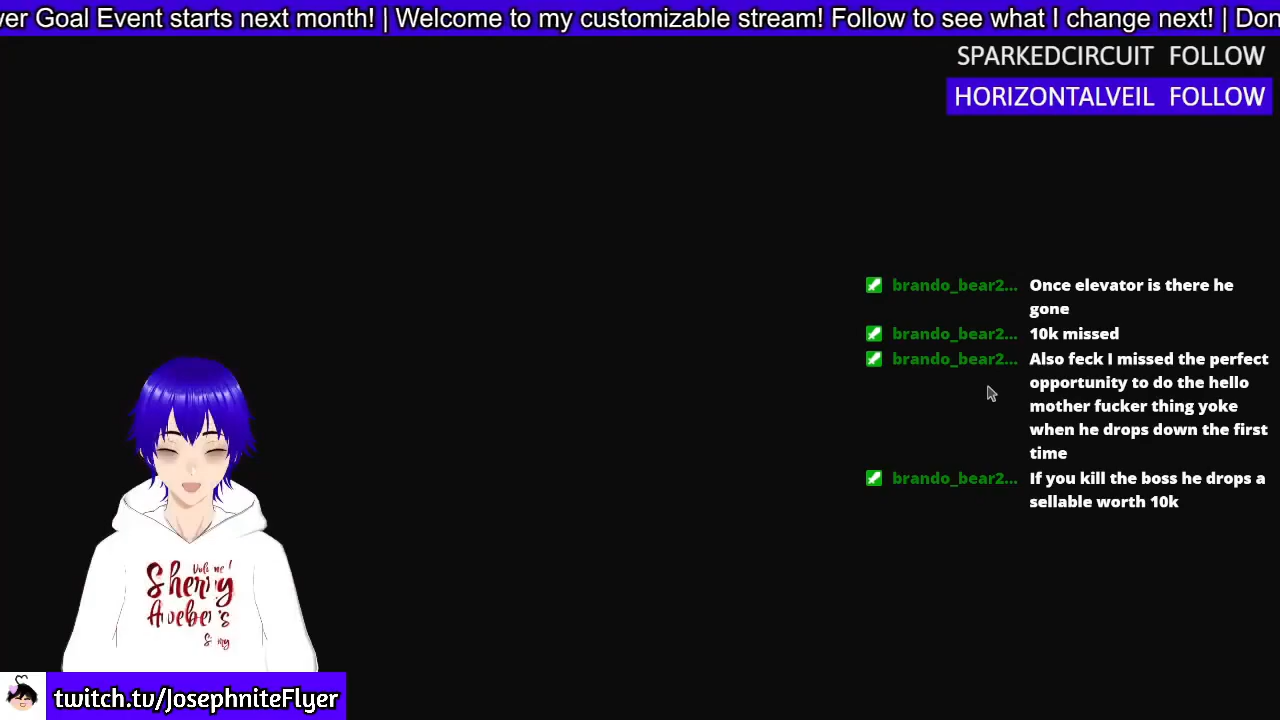 yer Goal Event starts next month! | Welcome to my customizable stream! Follow to see what I change next! | Don
SPARKEDCIRCUIT FOLLOW
HORIZONTALVEIL FOLLOW
brando_bear2... Once elevator is there he
gone
brando_bear2... 10k missed
brando_bear2... Also feck I missed the perfect
opportunity to do the hello
mother fucker thing yoke
when he drops down the first
time
brando_bear2... If you kill the boss he drops a
sellable worth 10k
Sherry
twitch.tv/JosephniteFlyer